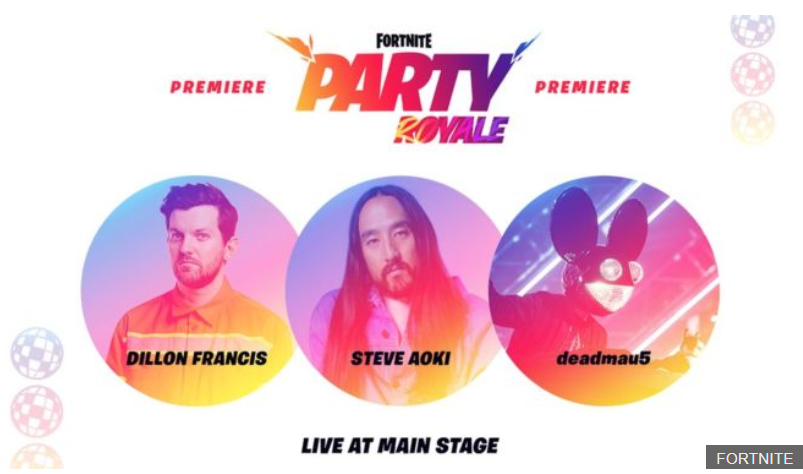 FORTNITE
PREMIERE PARTY PREMIERE
ROYALE
DILLON FRANCIS STEVE AOKI deadmau5
LIVE AT MAIN STAGE
FORTNITE